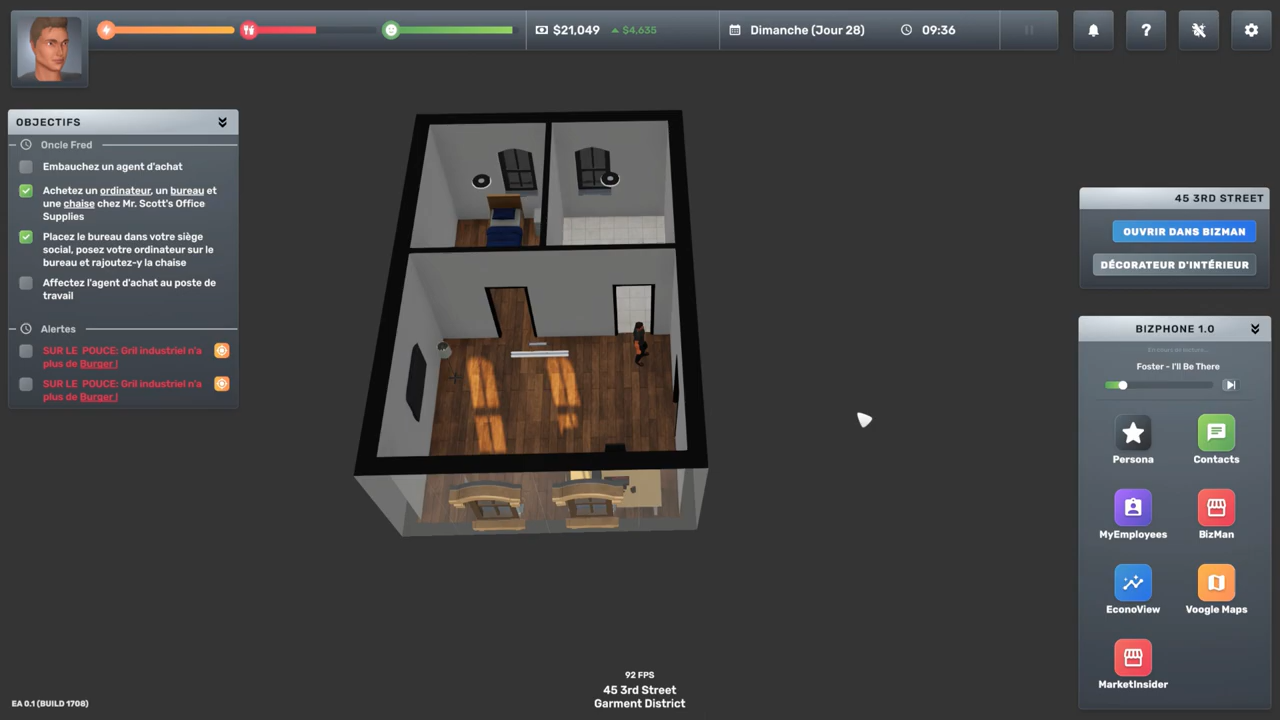 $21,049
$4,635
Dimanche (Jour 28)
09:36
?
OBJECTIFS
Oncle Fred
Embauchez un agent d'achat
Achetez un ordinateur, un bureau et
une chaise chez Mr. Scott's Office
Supplies
Placez le bureau dans votre siège
social, posez votre ordinateur sur le
bureau et rajoutez-y la chaise
Affectez l'agent d'achat au poste de
travail
Alertes
SUR LE POUCE: Gril industriel n'a
plus de Burger !
SUR LE POUCE: Gril industriel n'a
plus de Burger !
45 3RD STREET
OUVRIR DANS BIZMAN
DÉCORATEUR D'INTÉRIEUR
BIZPHONE 1.0
Foster - I'll Be There
Persona
Contacts
MyEmployees
BizMan
EconoView
Voogle Maps
MarketInsider
92 FPS
45 3rd Street
Garment District
EA 0.1 (BUILD 1708)